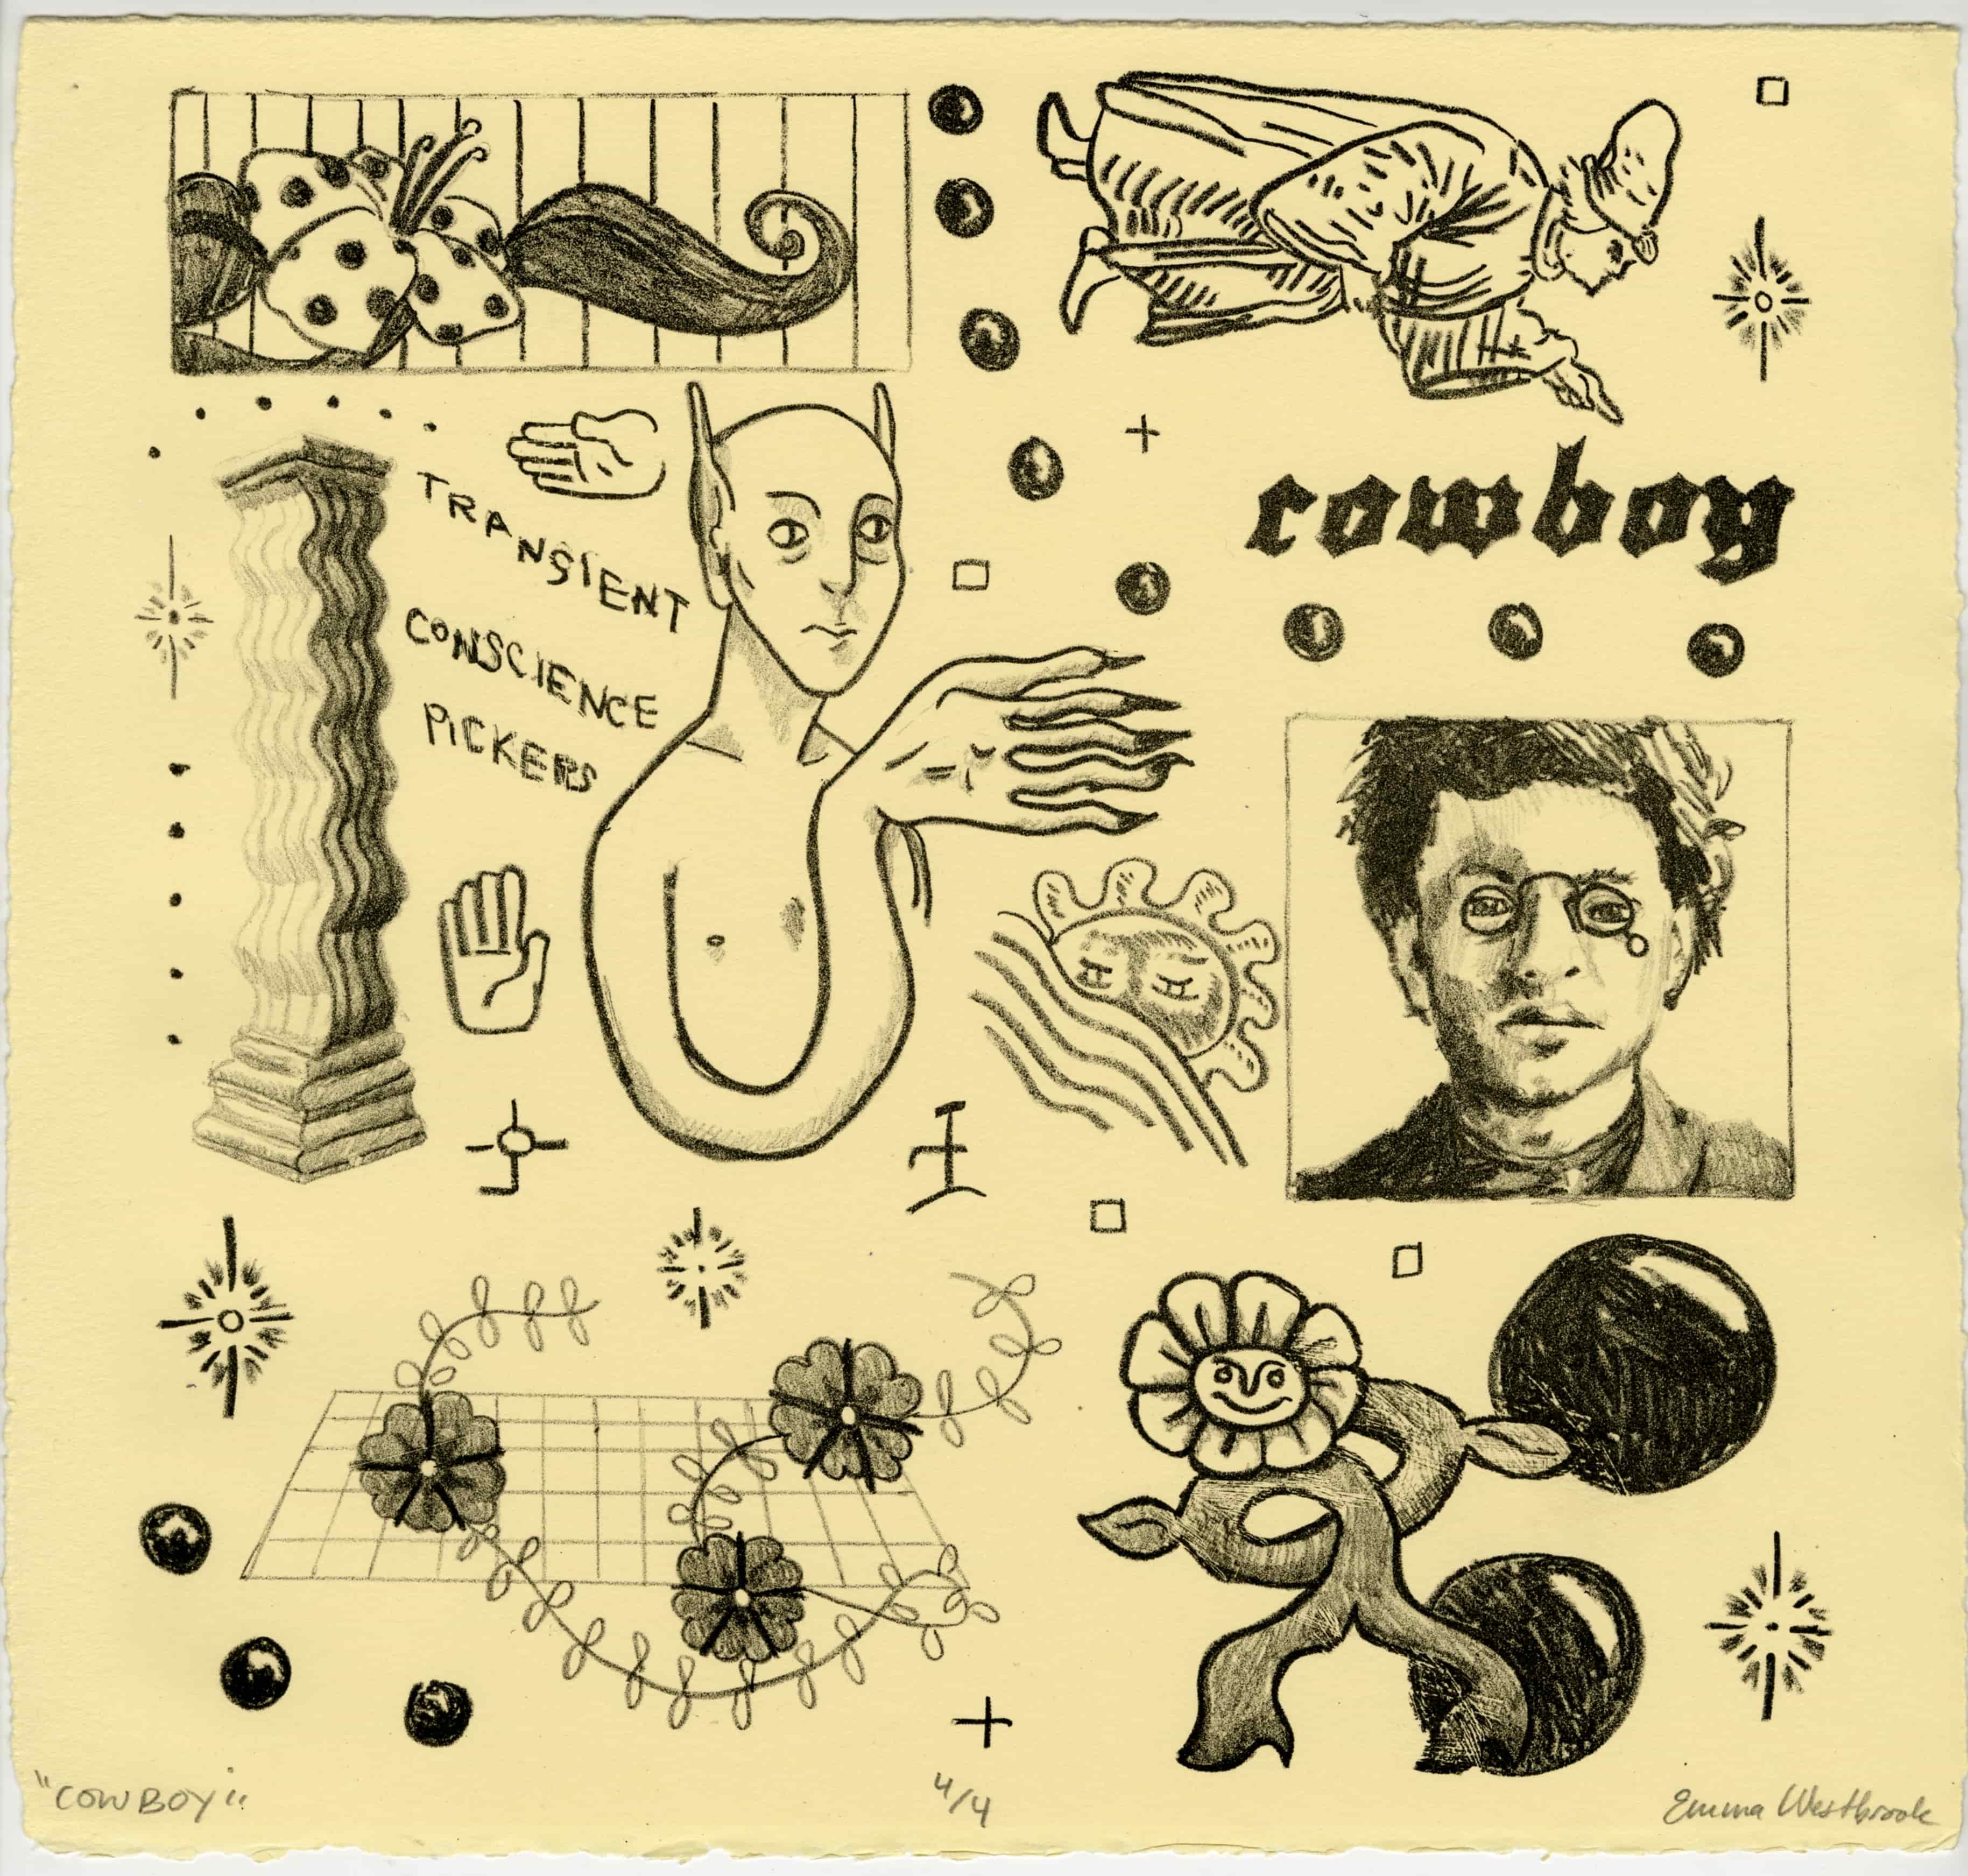 TRANSIENT
CONSCIENCE
PICKERS
cowboy
"COWBOY"
4/4
Emma Westbrook